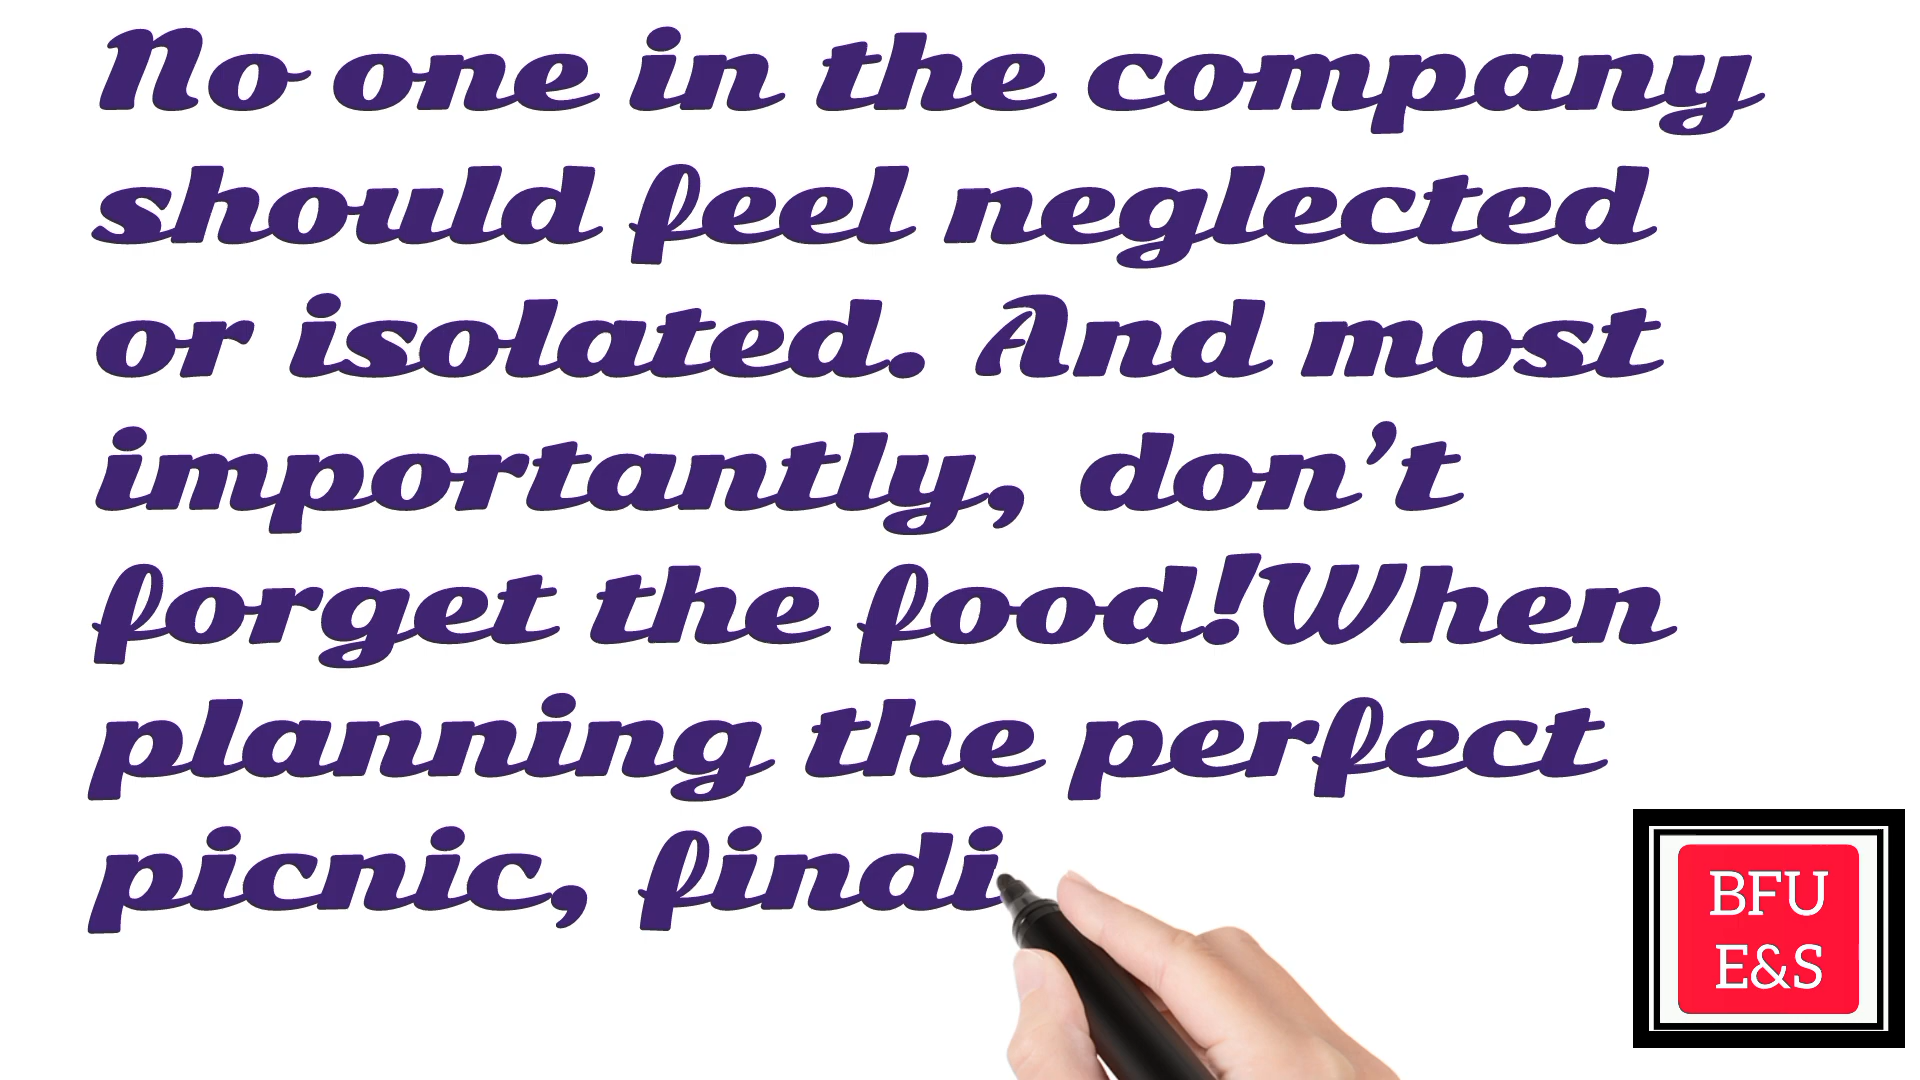 No one in the company
should feel neglected
or isolated. And most
importantly, don’t
forget the food!When
planning the perfect
picnic, findi
BFU
E&S